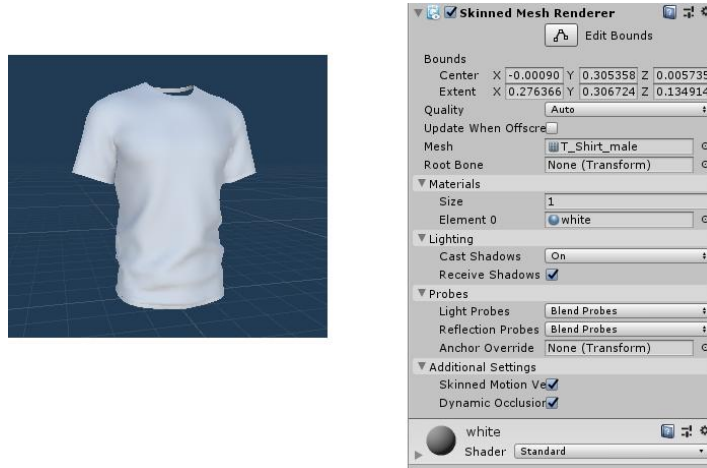 Skinned Mesh Renderer
Edit Bounds
Bounds
Center X -0.00090 Y 0.305358 Z 0.005735
Extent X 0.276366 Y 0.306724 Z 0.134914
Quality Auto
Update When Offscre
Mesh T_Shirt_male
Root Bone None (Transform)
Materials
Size 1
Element 0 white
Lighting
Cast Shadows On
Receive Shadows
Probes
Light Probes Blend Probes
Reflection Probes Blend Probes
Anchor Override None (Transform)
Additional Settings
Skinned Motion Ve
Dynamic Occlusion
white
Shader Standard